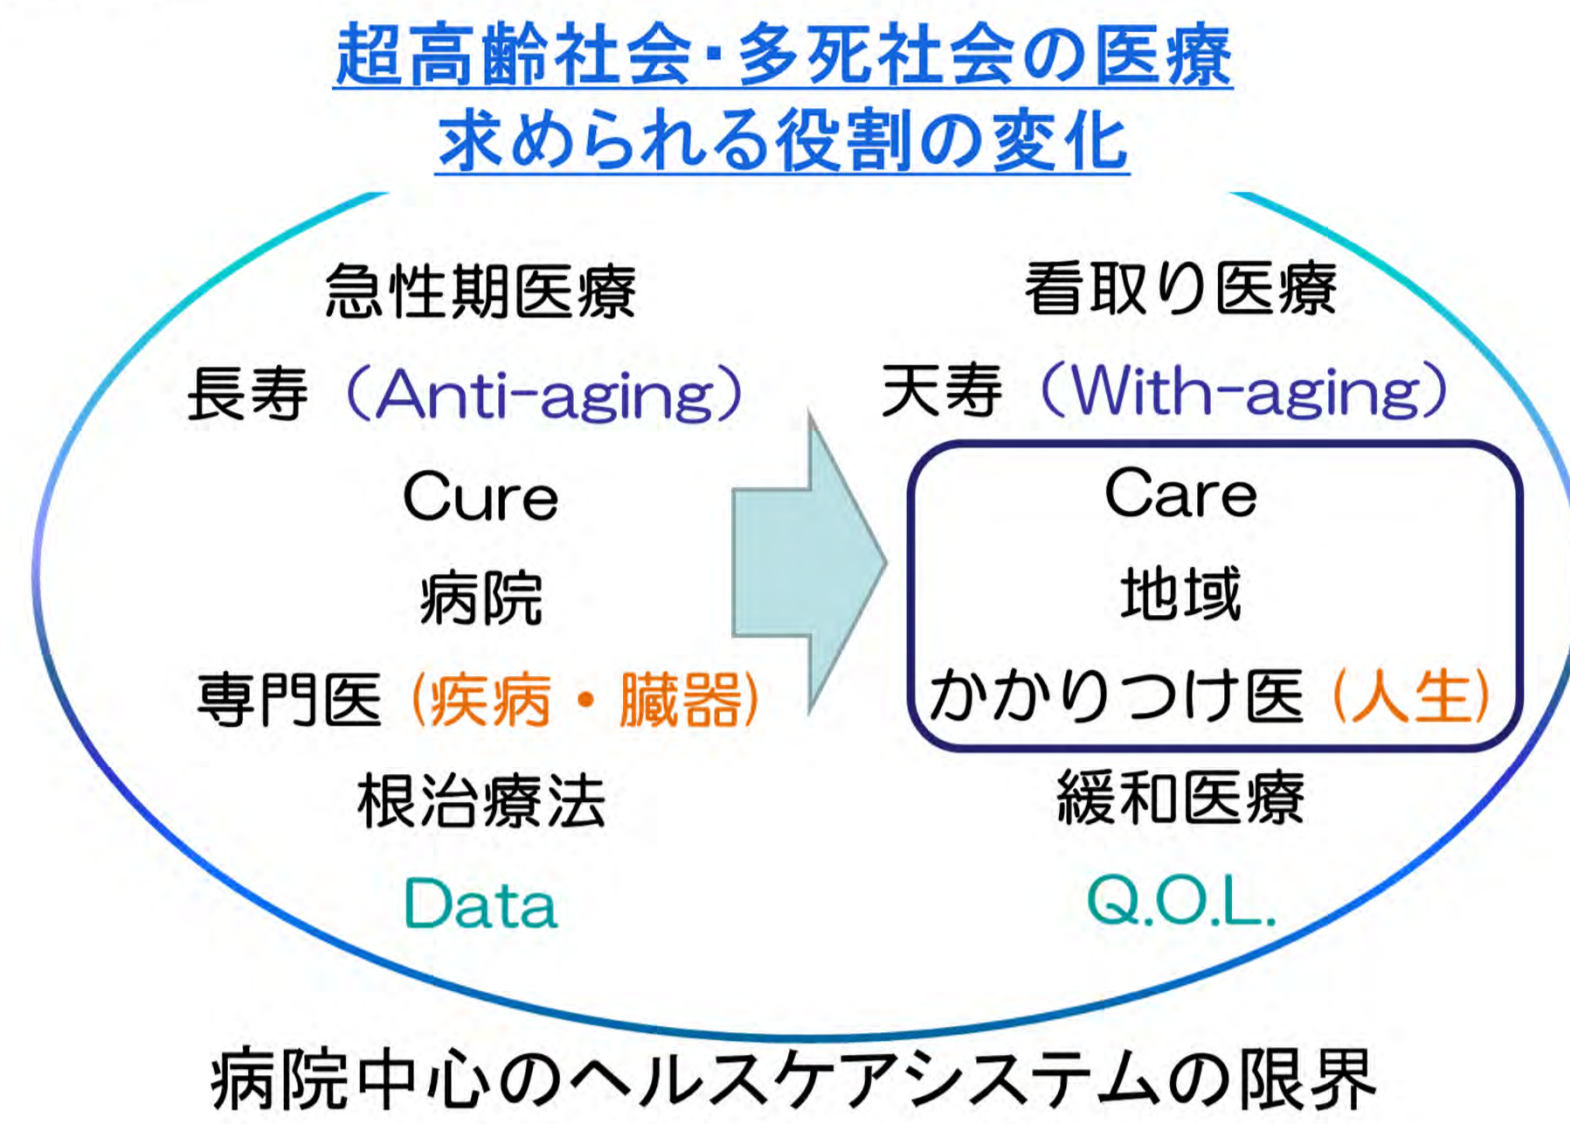 超高齢社会・多死社会の医療
求められる役割の変化
急性期医療
長寿（Anti-aging）
Cure
病院
専門医 (疾病・臓器)
根治療法
Data
看取り医療
天寿（With-aging）
Care
地域
かかりつけ医 (人生)
緩和医療
Q.O.L.
病院中心のヘルスケアシステムの限界